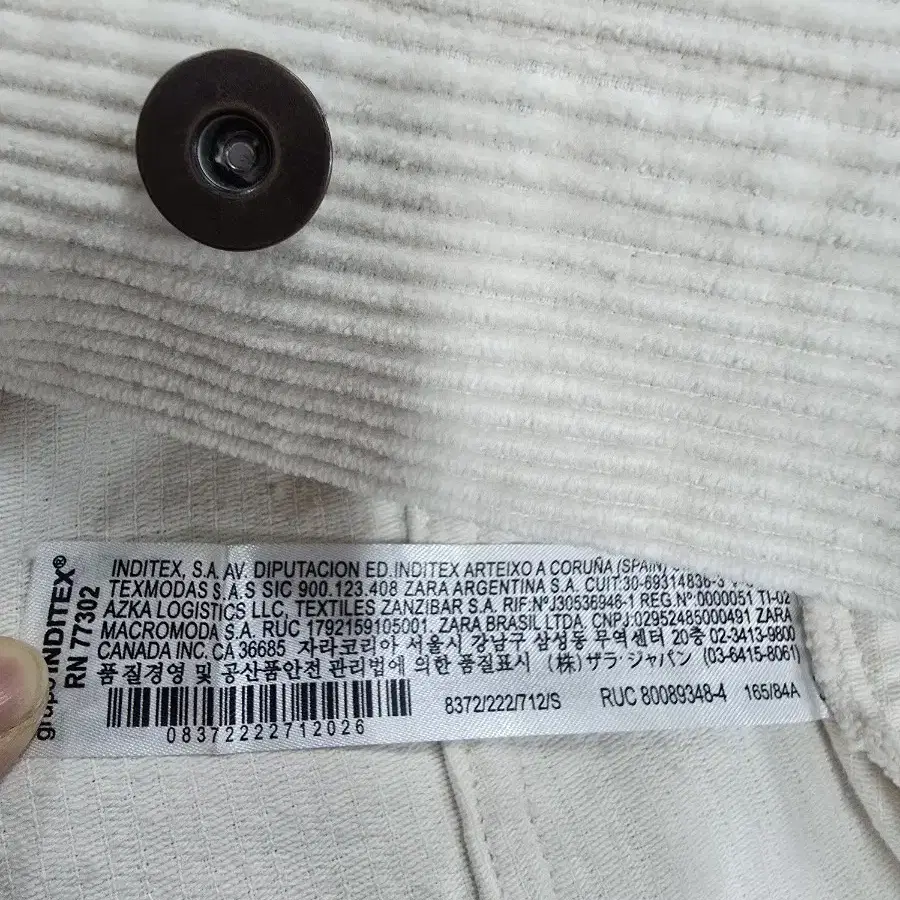 grupo INDITEX®
RN 77302
INDITEX, S.A. AV. DIPUTACION ED.INDITEX ARTEIXO A CORUÑA (SPAIN)
TEXMODAS S.A.S SIC 900.123.408 ZARA ARGENTINA S.A. CUIT:30-69314836-3
AZKA LOGISTICS LLC, TEXTILES ZANZIBAR S.A. RIF:NºJ30536946-1 REG.Nº:0000051 TI-02
MACROMODA S.A. RUC 1792159105001, ZARA BRASIL LTDA, CNPJ:02952485000491 ZARA
CANADA INC. CA 36685 자라코리아 서울시 강남구 삼성동 무역센터 20층 02-3413-9800
품질경영 및 공산품안전 관리법에 의한 품질표시 (株) ザラ·ジャパン (03-6415-8061)
8372/222/712/S RUC 80089348-4 165/84A
08372222712026